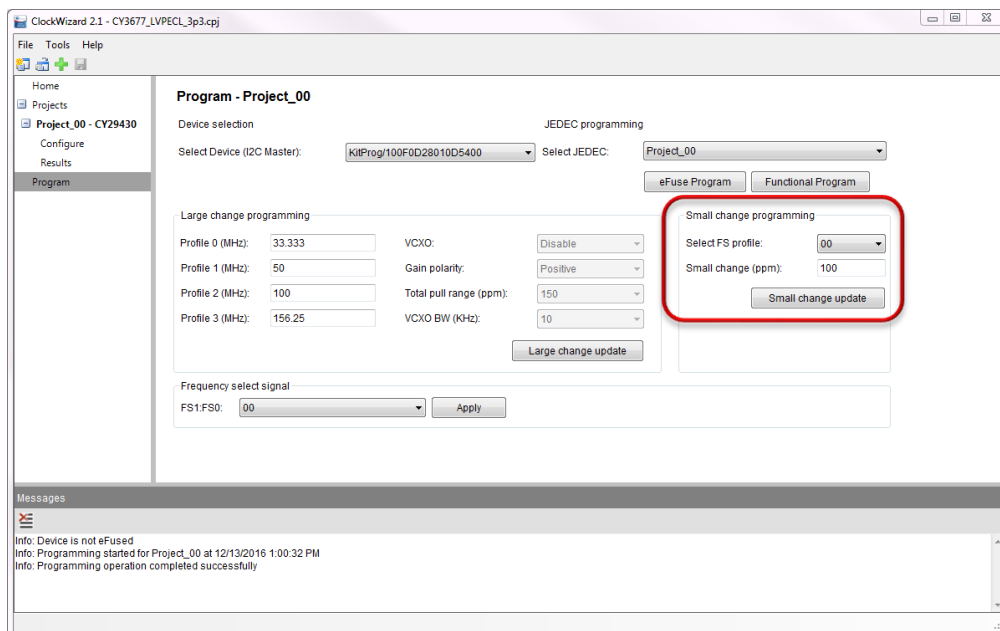 ClockWizard 2.1 - CY3677_LVPECL_3p3.cpj
File Tools Help
Home
Projects
Project_00 - CY29430
Configure
Results
Program
Program - Project_00
Device selection
JEDEC programming
Select Device (I2C Master): KitProg/100F0D28010D5400
Select JEDEC: Project_00
eFuse Program Functional Program
Large change programming
Profile 0 (MHz): 33.333 VCXO: Disable
Profile 1 (MHz): 50 Gain polarity: Positive
Profile 2 (MHz): 100 Total pull range (ppm): 150
Profile 3 (MHz): 156.25 VCXO BW (KHz): 10
Large change update
Small change programming
Select FS profile: 00
Small change (ppm): 100
Small change update
Frequency select signal
FS1:FS0: 00 Apply
Messages
Info: Device is not eFused
Info: Programming started for Project_00 at 12/13/2016 1:00:32 PM
Info: Programming operation completed successfully